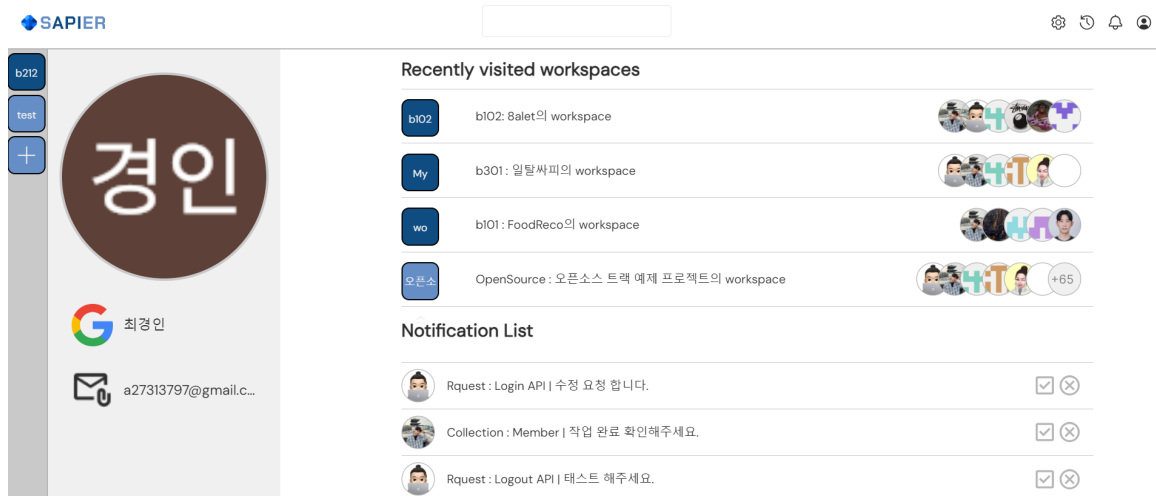 SAPIER
b212
test
경인
최경인
a27313797@gmail.c...
Recently visited workspaces
b102
b102: 8alet의 workspace
My
b301 : 일탈싸피의 workspace
wo
b101 : FoodReco의 workspace
오픈소
OpenSource : 오픈소스 트랙 예제 프로젝트의 workspace
+65
Notification List
Rquest : Login API | 수정 요청 합니다.
Collection : Member | 작업 완료 확인해주세요.
Rquest : Logout API | 태스트 해주세요.